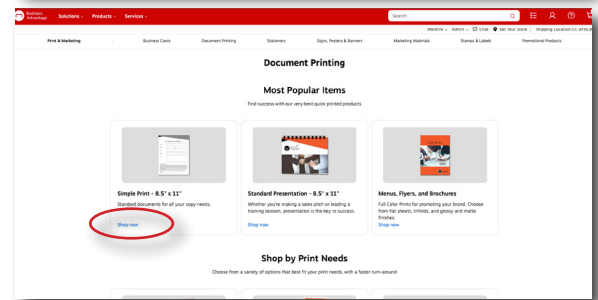 Business
Advantage
Solutions
Products
Services
Search
Worklife
Admin
Chat
Set Your Store
Shipping Location:
Print & Marketing
Business Cards
Document Printing
Stationery
Signs, Posters & Banners
Marketing Materials
Stamps & Labels
Promotional Products
Document Printing
Most Popular Items
Find success with our very best quick printed products
Simple Print - 8.5" x 11"
Standard documents for all your copy needs.
Shop now
Standard Presentation - 8.5" x 11"
Whether you're making a sales pitch or leading a
training session, presentation is the key to success.
Shop now
Menus, Flyers, and Brochures
Full Color Prints for promoting your brand. Choose
from flat sheets, trifolds, and glossy and matte
finishes.
Shop now
Shop by Print Needs
Choose from a variety of options that best fit your print needs, with a faster turn-around